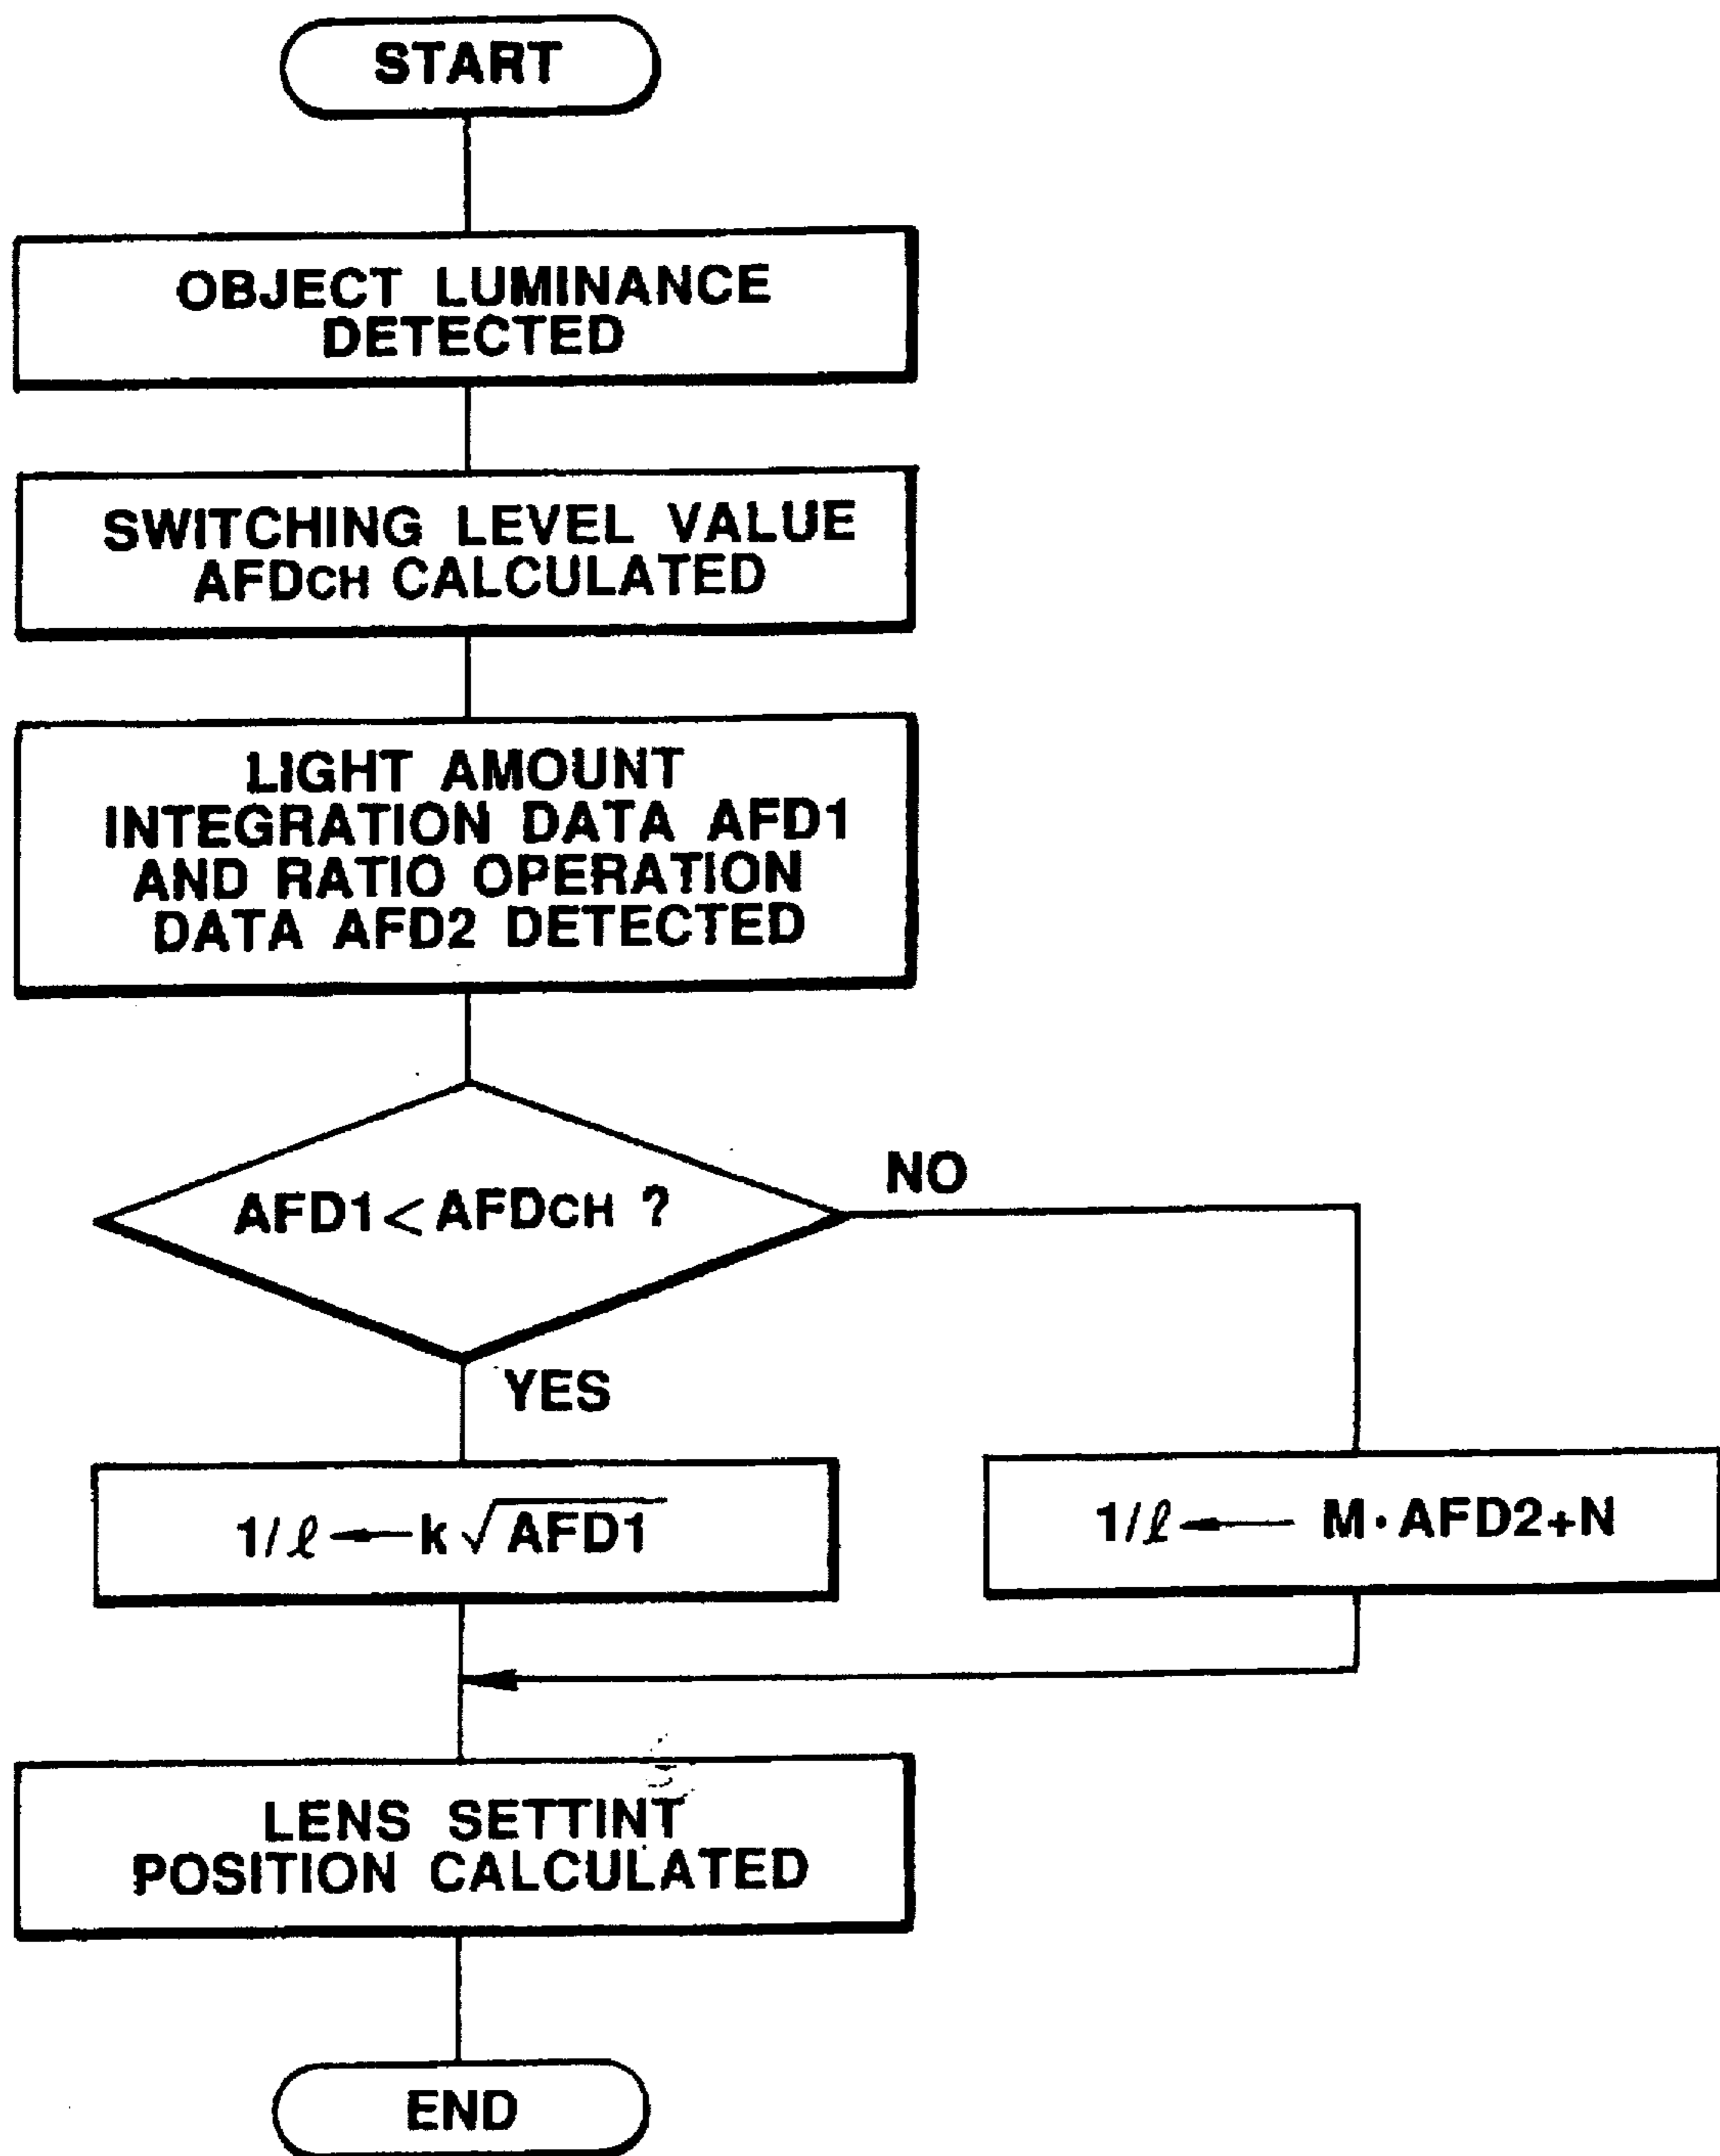 START
OBJECT LUMINANCE
DETECTED
SWITCHING LEVEL VALUE
AFDCH CALCULATED
LIGHT AMOUNT
INTEGRATION DATA AFD1
AND RATIO OPERATION
DATA AFD2 DETECTED
AFD1<AFDCH ?
NO
YES
1/ℓ←k√AFD1
1/ℓ← M·AFD2+N
LENS SETTINT
POSITION CALCULATED
END